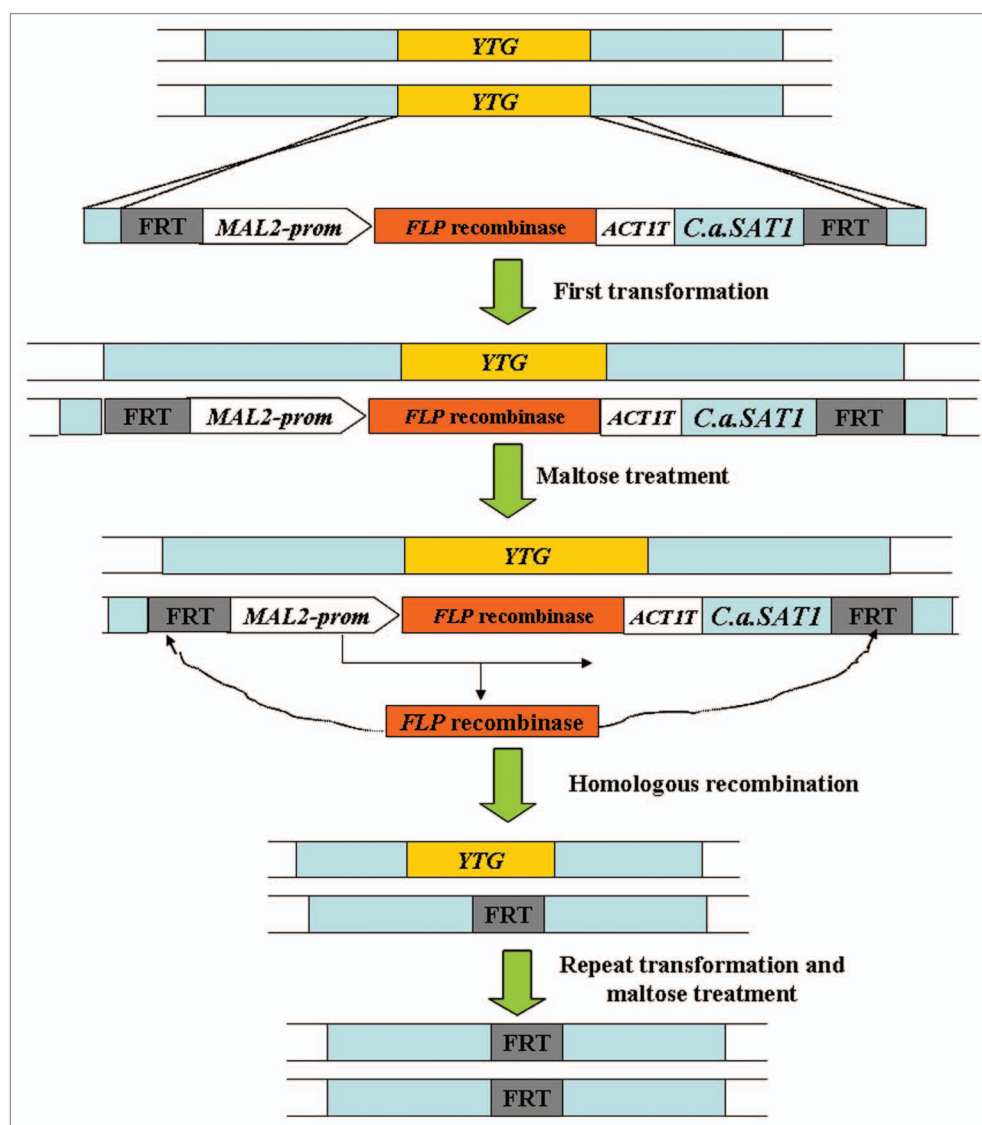 YTG
YTG
FRT MAL2-prom FLP recombinase ACT1T C.a.SAT1 FRT
First transformation
YTG
FRT MAL2-prom FLP recombinase ACT1T C.a.SAT1 FRT
Maltose treatment
YTG
FRT MAL2-prom FLP recombinase ACT1T C.a.SAT1 FRT
FLP recombinase
Homologous recombination
YTG
FRT
Repeat transformation and
maltose treatment
FRT
FRT